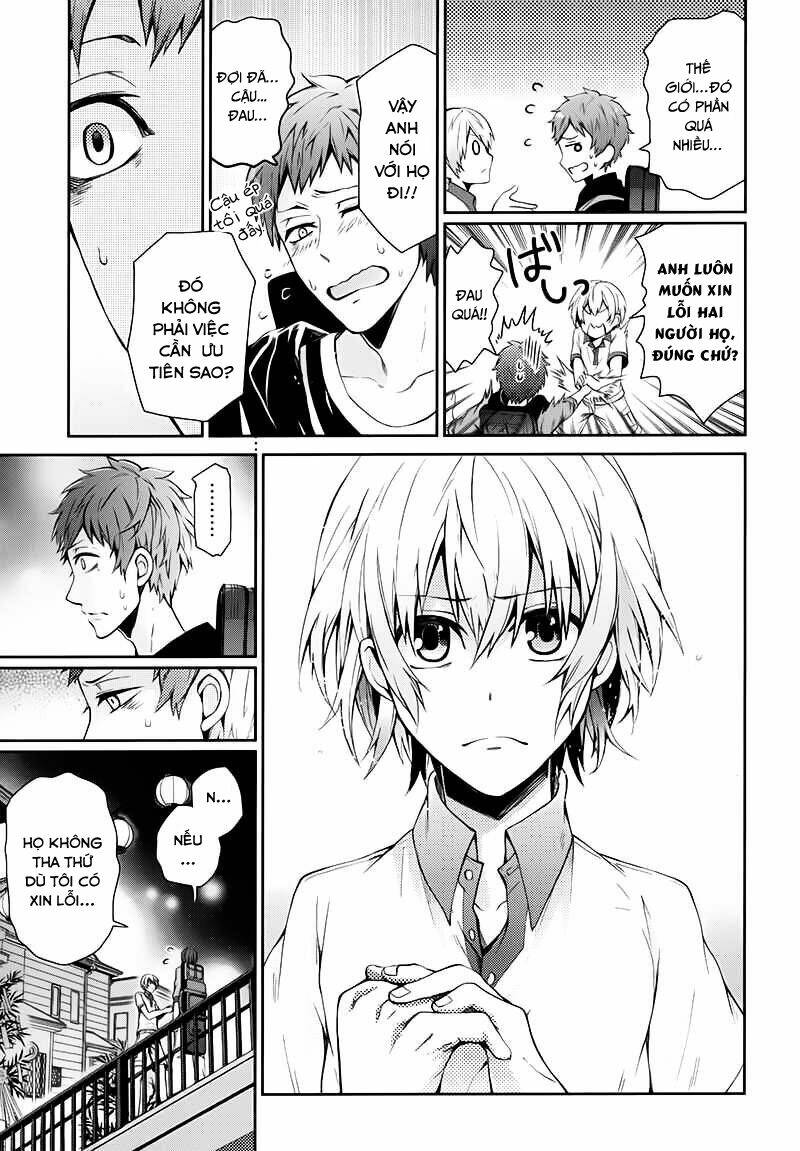 THẾ
GIỚI...ĐÓ
CÓ PHẦN
QUÁ
NHIỀU...
ANH LUÔN
MUỐN XIN
LỖI HAI
NGƯỜI HỌ,
ĐÚNG CHỨ?
ばしっ
ĐAU
QUÁ!!
VẬY
ANH
NÓI
VỚI HỌ
ĐI!!
ĐỢI ĐÃ...
CẬU...
ĐAU...
Cậu ép
tôi quá
đấy!
ĐÓ
KHÔNG
PHẢI VIỆC
CẦN ƯU
TIÊN SAO?
.........
N...
NẾU
...
HỌ KHÔNG
THA THỨ
DÙ TÔI CÓ
XIN LỖI...